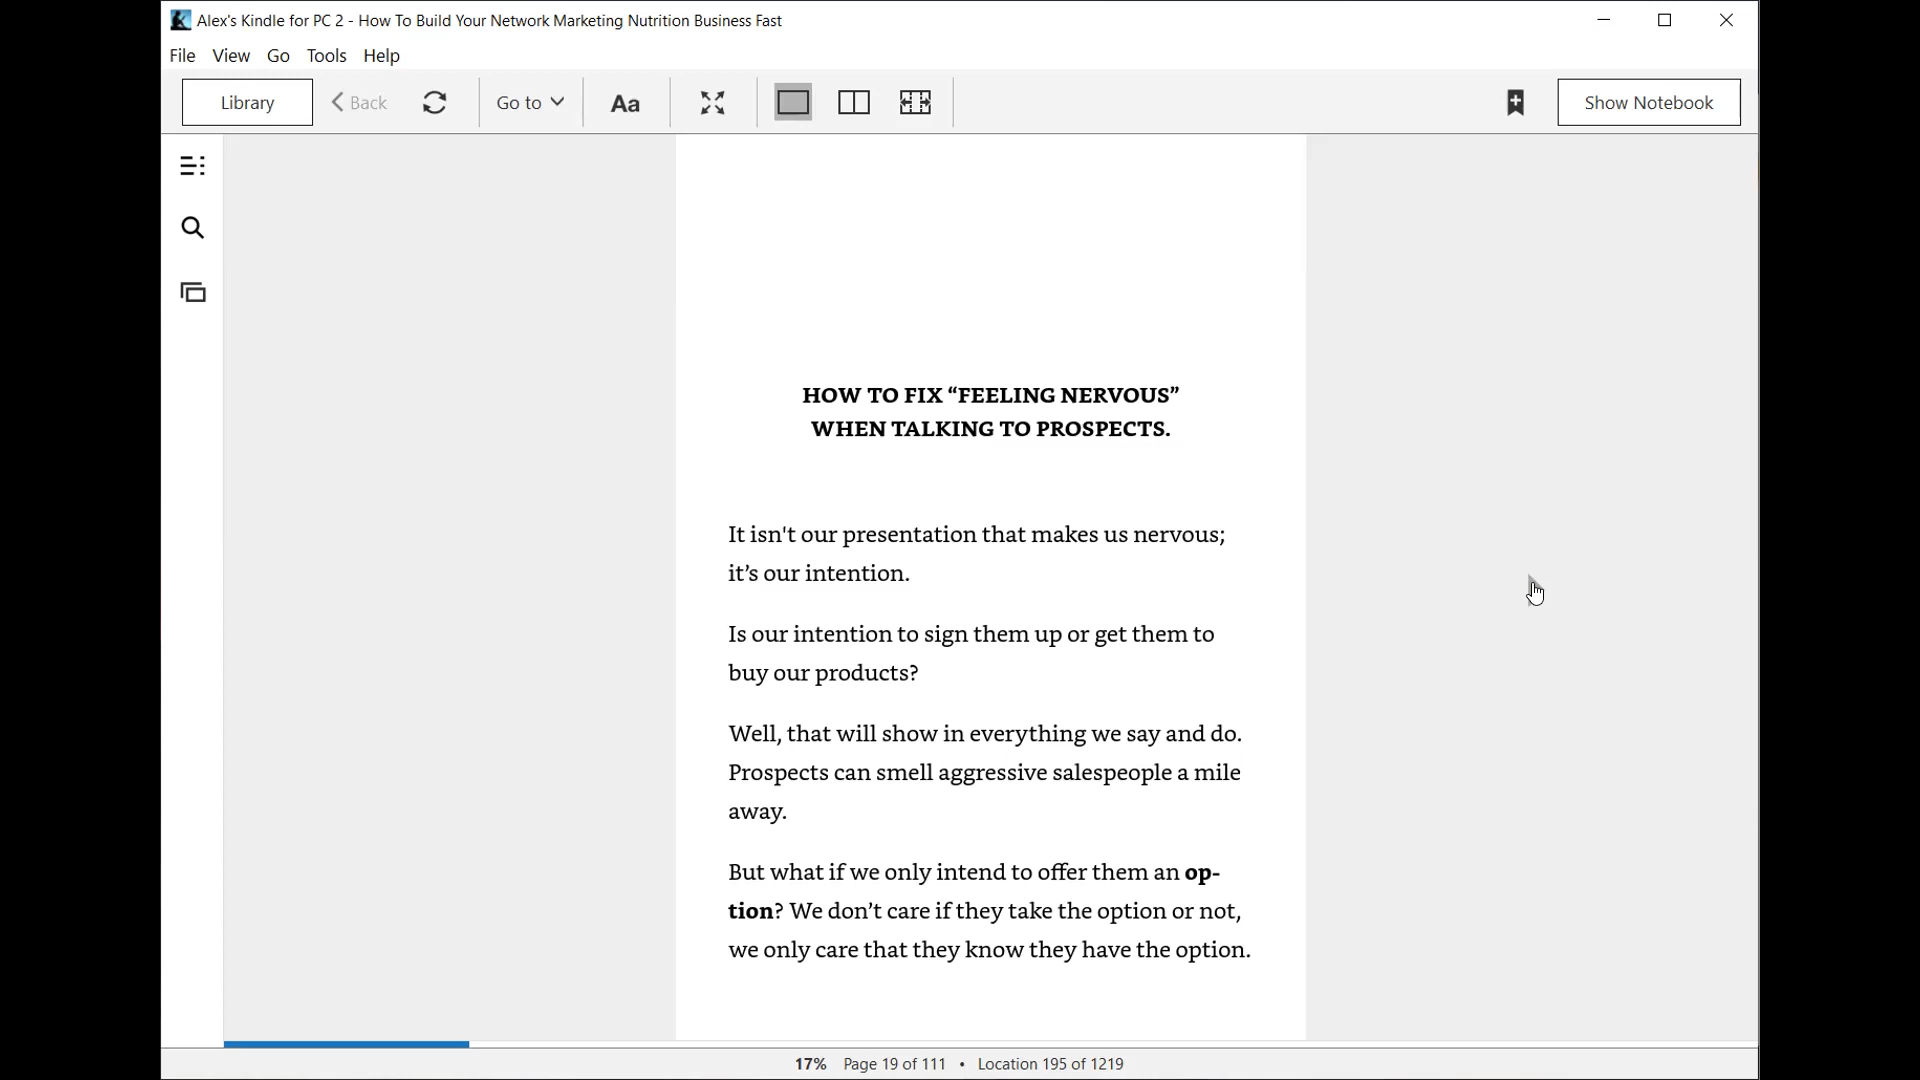 Alex's Kindle for PC 2 - How To Build Your Network Marketing Nutrition Business Fast
File View Go Tools Help
Library Back Go to Aa Show Notebook
HOW TO FIX “FEELING NERVOUS”
WHEN TALKING TO PROSPECTS.
It isn't our presentation that makes us nervous;
it’s our intention.
Is our intention to sign them up or get them to
buy our products?
Well, that will show in everything we say and do.
Prospects can smell aggressive salespeople a mile
away.
But what if we only intend to offer them an op-
tion? We don’t care if they take the option or not,
we only care that they know they have the option.
17% Page 19 of 111 • Location 195 of 1219